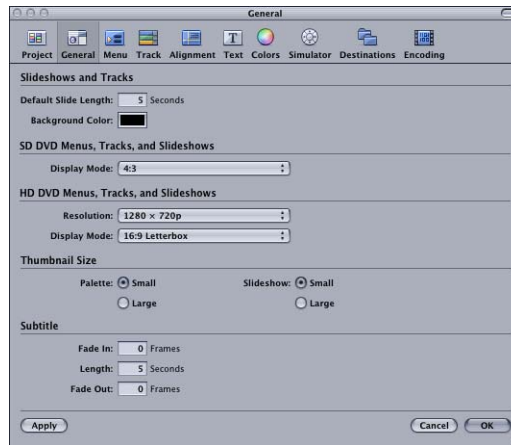 General
Project General Menu Track Alignment Text Colors Simulator Destinations Encoding
Slideshows and Tracks
Default Slide Length: 5 Seconds
Background Color:
SD DVD Menus, Tracks, and Slideshows
Display Mode: 4:3
HD DVD Menus, Tracks, and Slideshows
Resolution: 1280 × 720p
Display Mode: 16:9 Letterbox
Thumbnail Size
Palette: Small Slideshow: Small
Large Large
Subtitle
Fade In: 0 Frames
Length: 5 Seconds
Fade Out: 0 Frames
Apply Cancel OK